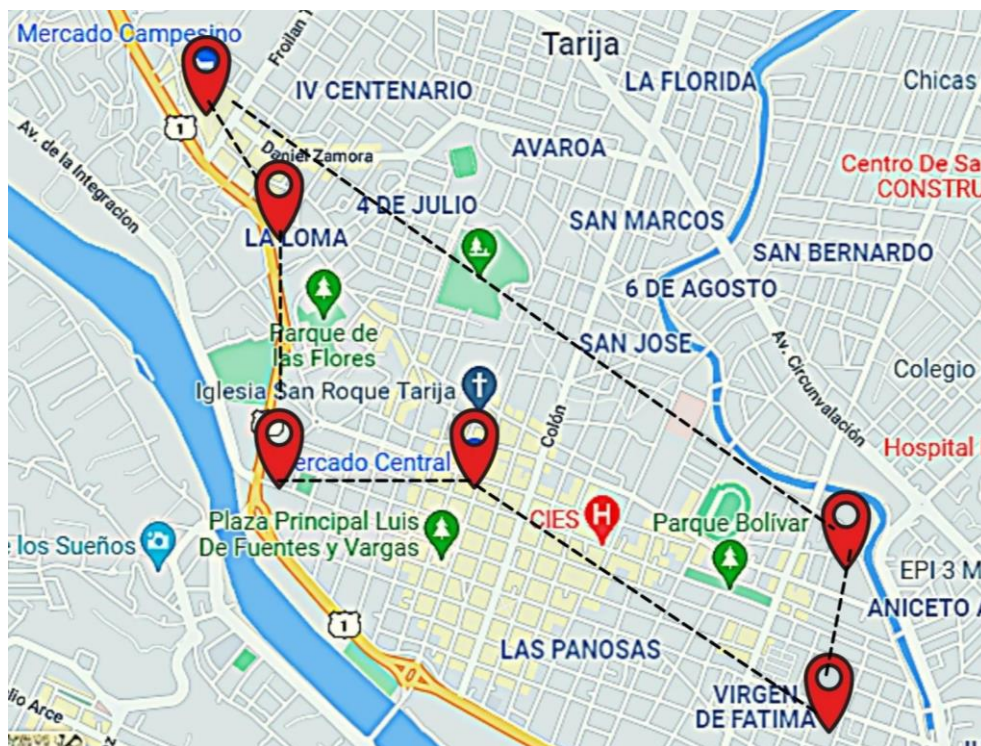 Mercado Campesino
Froilan
Tarija
LA FLORIDA
Chicas
IV CENTENARIO
1
Av. de la Integracion
Daniel Zamora
AVAROA
Centro De Sa
CONSTRU
4 DE JULIO
SAN MARCOS
LA LOMA
SAN BERNARDO
6 DE AGOSTO
Parque de
las Flores
SAN JOSE
Av. Circunvalación
Iglesia San Roque Tarija
Colegio
Colón
Hospital
ercado Central
Plaza Principal Luis
De Fuentes y Vargas
CIES
H
Parque Bolívar
e los Sueños
EPI 3 M
ANICETO A
1
LAS PANOSAS
VIRGEN
DE FATIMA
lio Arce